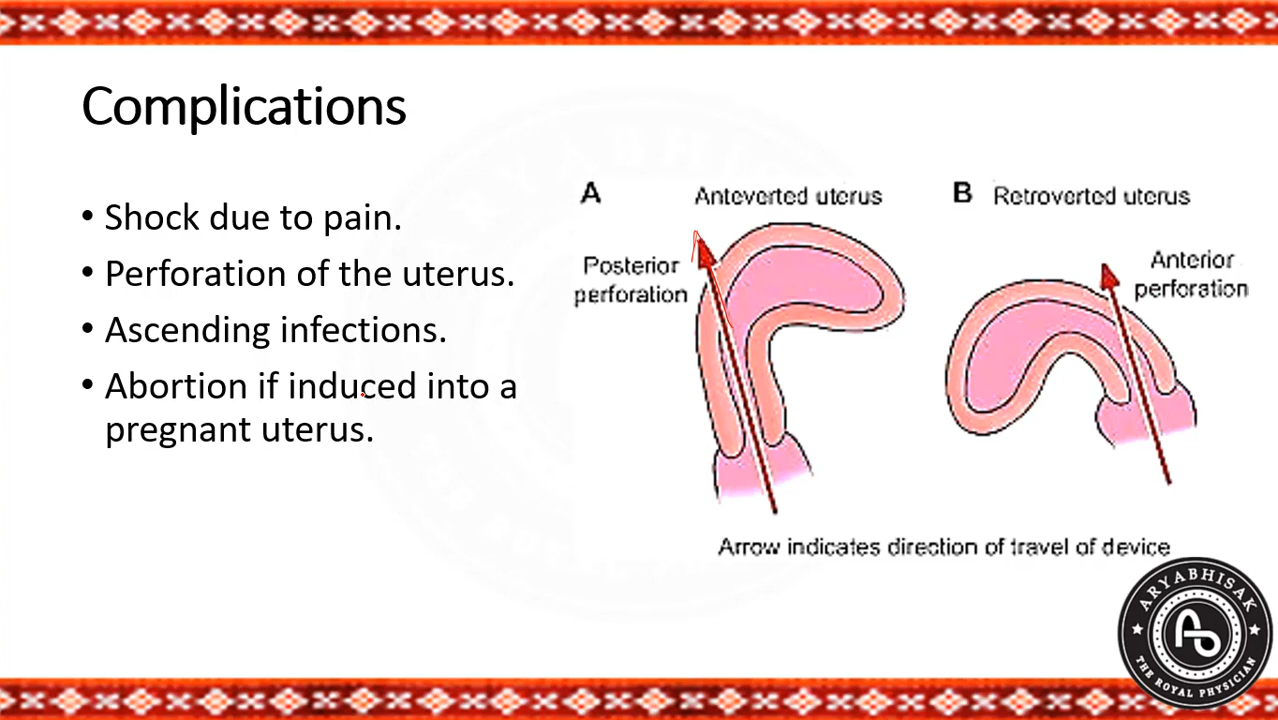 Complications
• Shock due to pain.
• Perforation of the uterus.
• Ascending infections.
• Abortion if induced into a
pregnant uterus.
A
Anteverted uterus
Posterior
perforation
B
Retroverted uterus
Anterior
perforation
Arrow indicates direction of travel of device
ARYABHISAK
THE ROYAL PHYSICIAN